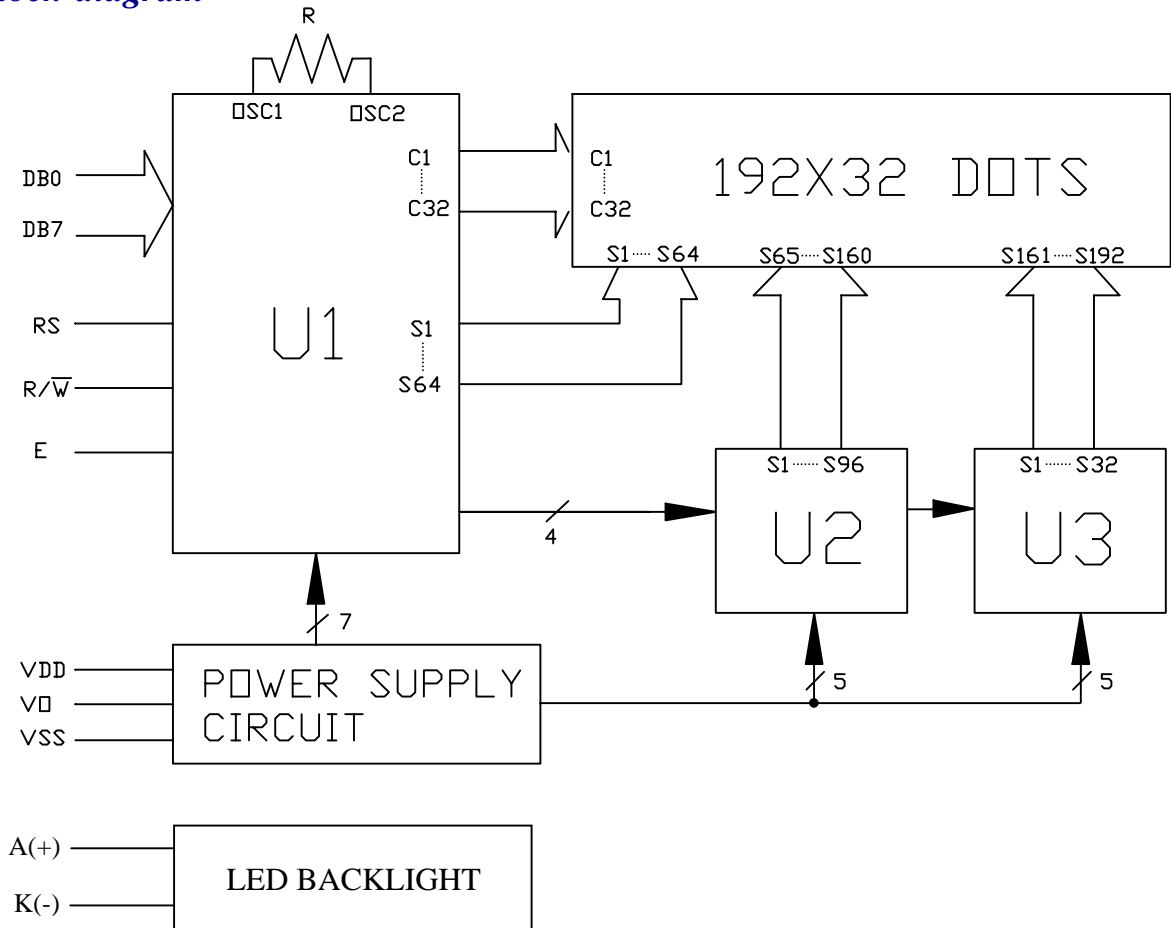 R
OSC1 OSC2
DB0
DB7
RS
R/W̅
E
U1
C1
C32
S1
S64
C1
C32
192X32 DOTS
S1 ····· S64 S65 ····· S160 S161 ····· S192
4
S1 ······· S96
U2
S1 ······ S32
U3
7
5
5
VDD
VO
VSS
POWER SUPPLY
CIRCUIT
A(+)
K(-)
LED BACKLIGHT